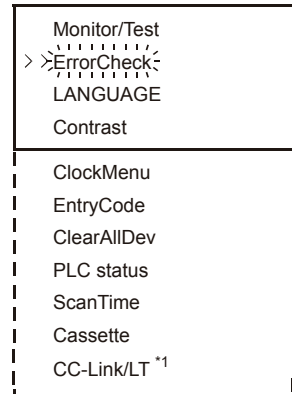 Monitor/Test
> >ErrorCheck
LANGUAGE
Contrast
ClockMenu
EntryCode
ClearAllDev
PLC status
ScanTime
Cassette
CC-Link/LT *1